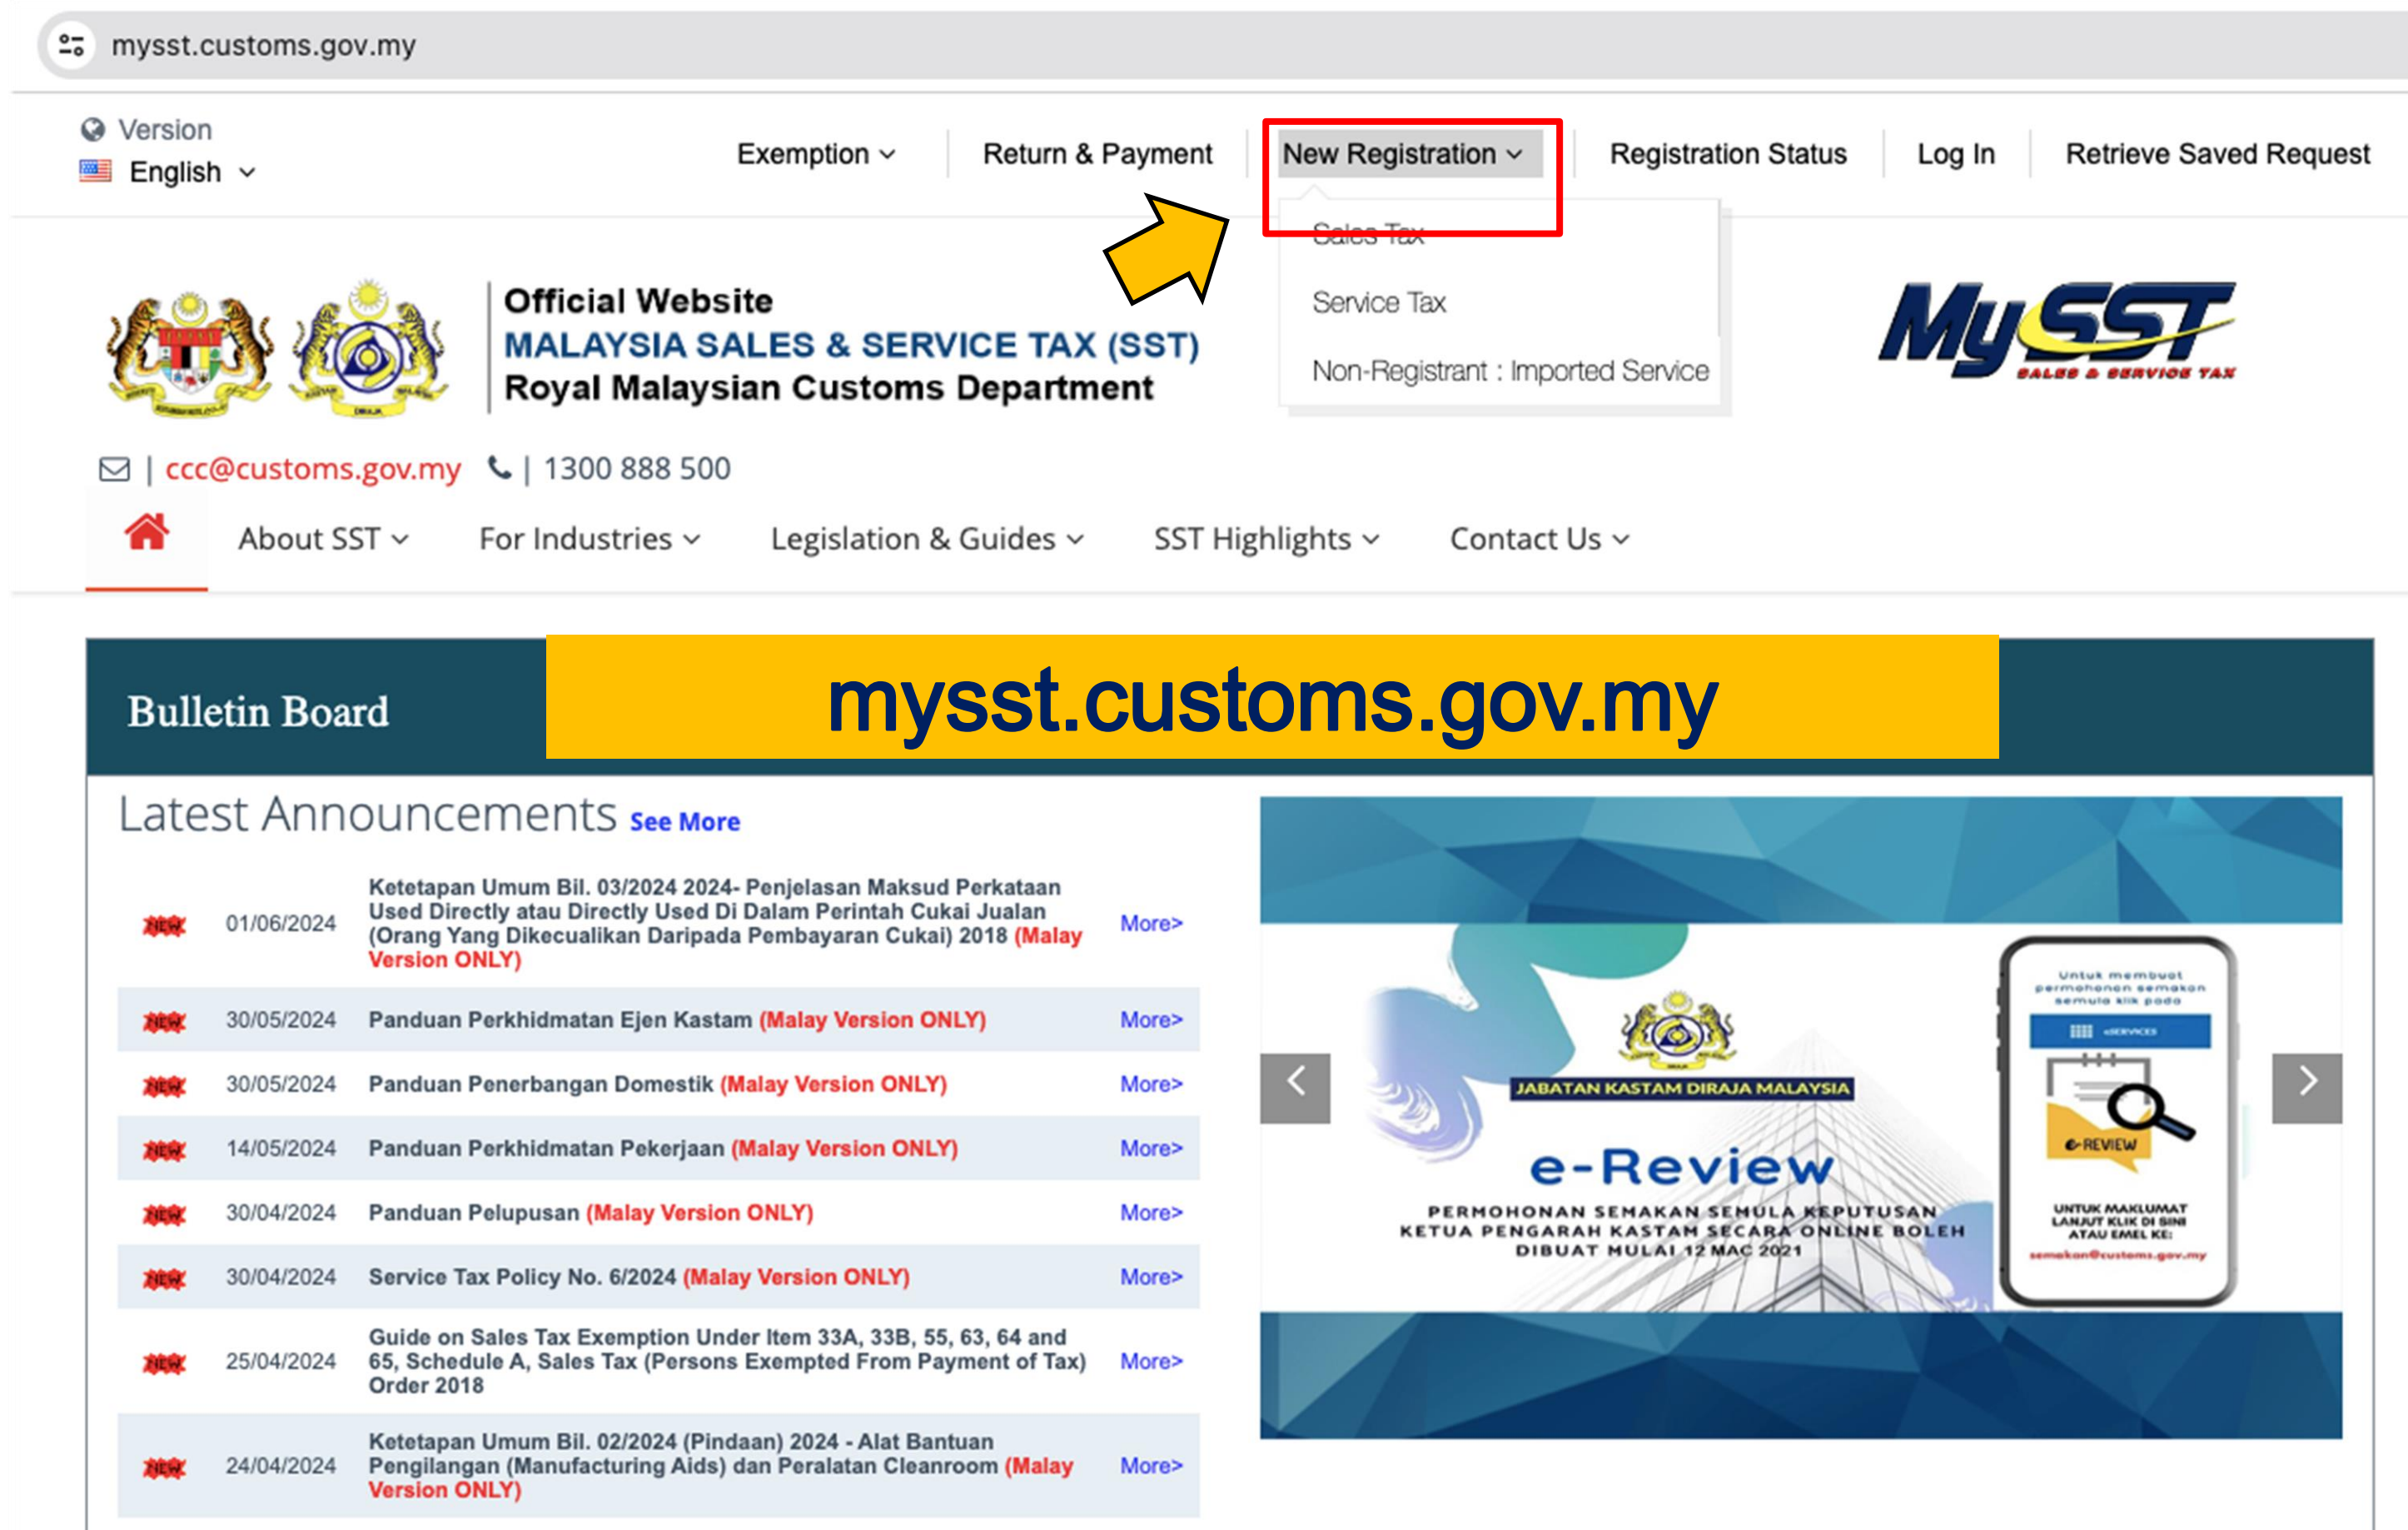 mysst.customs.gov.my
Version
English
Exemption
Return & Payment
New Registration
Registration Status
Log In
Retrieve Saved Request
Sales Tax
Service Tax
Non-Registrant : Imported Service
Official Website
MALAYSIA SALES & SERVICE TAX (SST)
Royal Malaysian Customs Department
MySST
SALES & SERVICE TAX
| ccc@customs.gov.my | 1300 888 500
About SST
For Industries
Legislation & Guides
SST Highlights
Contact Us
Bulletin Board
mysst.customs.gov.my
Latest Announcements See More
NEW 01/06/2024
Ketetapan Umum Bil. 03/2024 2024- Penjelasan Maksud Perkataan
Used Directly atau Directly Used Di Dalam Perintah Cukai Jualan
(Orang Yang Dikecualikan Daripada Pembayaran Cukai) 2018 (Malay
Version ONLY)
More>
NEW 30/05/2024 Panduan Perkhidmatan Ejen Kastam (Malay Version ONLY) More>
NEW 30/05/2024 Panduan Penerbangan Domestik (Malay Version ONLY) More>
NEW 14/05/2024 Panduan Perkhidmatan Pekerjaan (Malay Version ONLY) More>
NEW 30/04/2024 Panduan Pelupusan (Malay Version ONLY) More>
NEW 30/04/2024 Service Tax Policy No. 6/2024 (Malay Version ONLY) More>
NEW 25/04/2024
Guide on Sales Tax Exemption Under Item 33A, 33B, 55, 63, 64 and
65, Schedule A, Sales Tax (Persons Exempted From Payment of Tax)
Order 2018
More>
NEW 24/04/2024
Ketetapan Umum Bil. 02/2024 (Pindaan) 2024 - Alat Bantuan
Pengilangan (Manufacturing Aids) dan Peralatan Cleanroom (Malay
Version ONLY)
More>
JABATAN KASTAM DIRAJA MALAYSIA
e-Review
PERMOHONAN SEMAKAN SEMULA KEPUTUSAN
KETUA PENGARAH KASTAM SECARA ONLINE BOLEH
DIBUAT MULAI 12 MAC 2021
Untuk membuat
permohonan semakan
semula klik pada
eSERVICES
e-REVIEW
UNTUK MAKLUMAT
LANJUT KLIK DI SINI
ATAU EMEL KE:
semakan@customs.gov.my